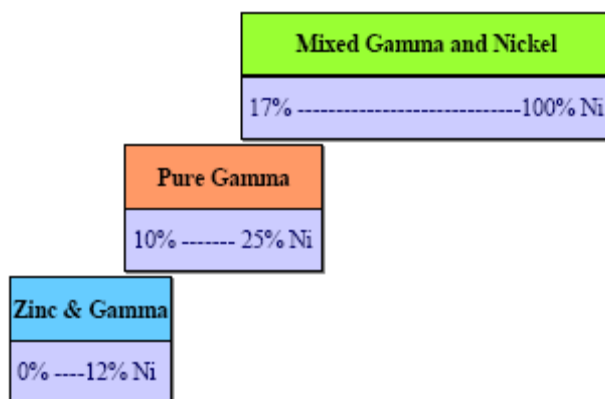 Mixed Gamma and Nickel
17% -----------------------------100% Ni
Pure Gamma
10% ------- 25% Ni
Zinc & Gamma
0% ----12% Ni